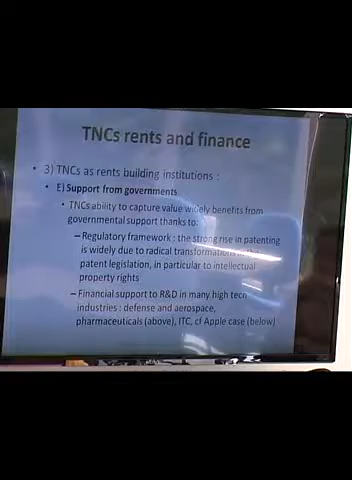 TNCs rents and finance
• 3) TNCs as rents building institutions :
• E) Support from governments
• TNCs ability to capture value widely benefits from
governmental support thanks to:
– Regulatory framework : the strong rise in patenting
is widely due to radical transformations in
patent legislation, in particular to intellectual
property rights
– Financial support to R&D in many high tech
industries : defense and aerospace,
pharmaceuticals (above), ITC, cf Apple case (below)